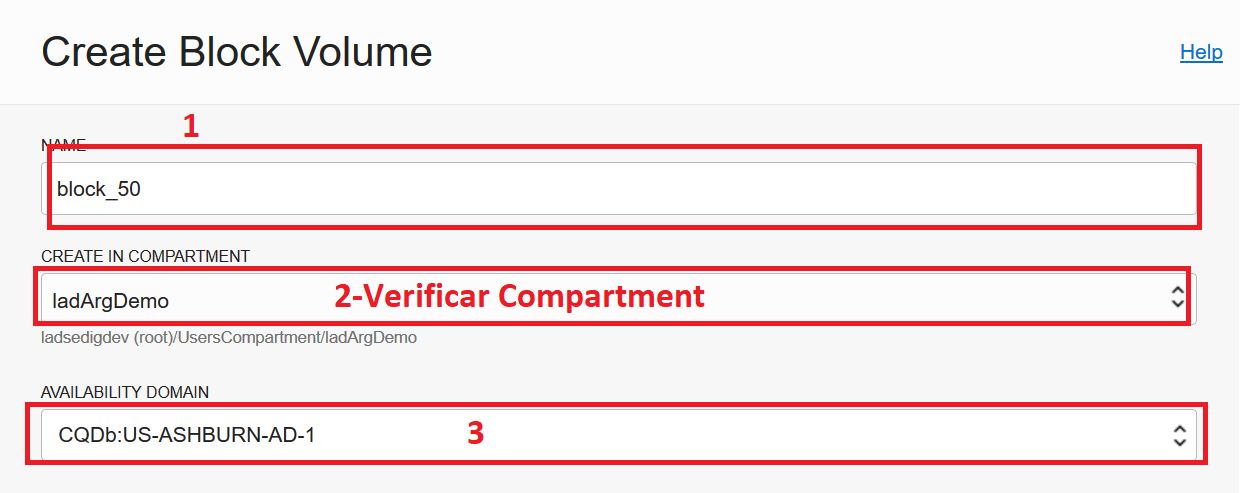 Create Block Volume
Help
1
NAME
block_50
CREATE IN COMPARTMENT
ladArgDemo
2-Verificar Compartment
ladsedigdev (root)/UsersCompartment/ladArgDemo
AVAILABILITY DOMAIN
CQDb:US-ASHBURN-AD-1
3